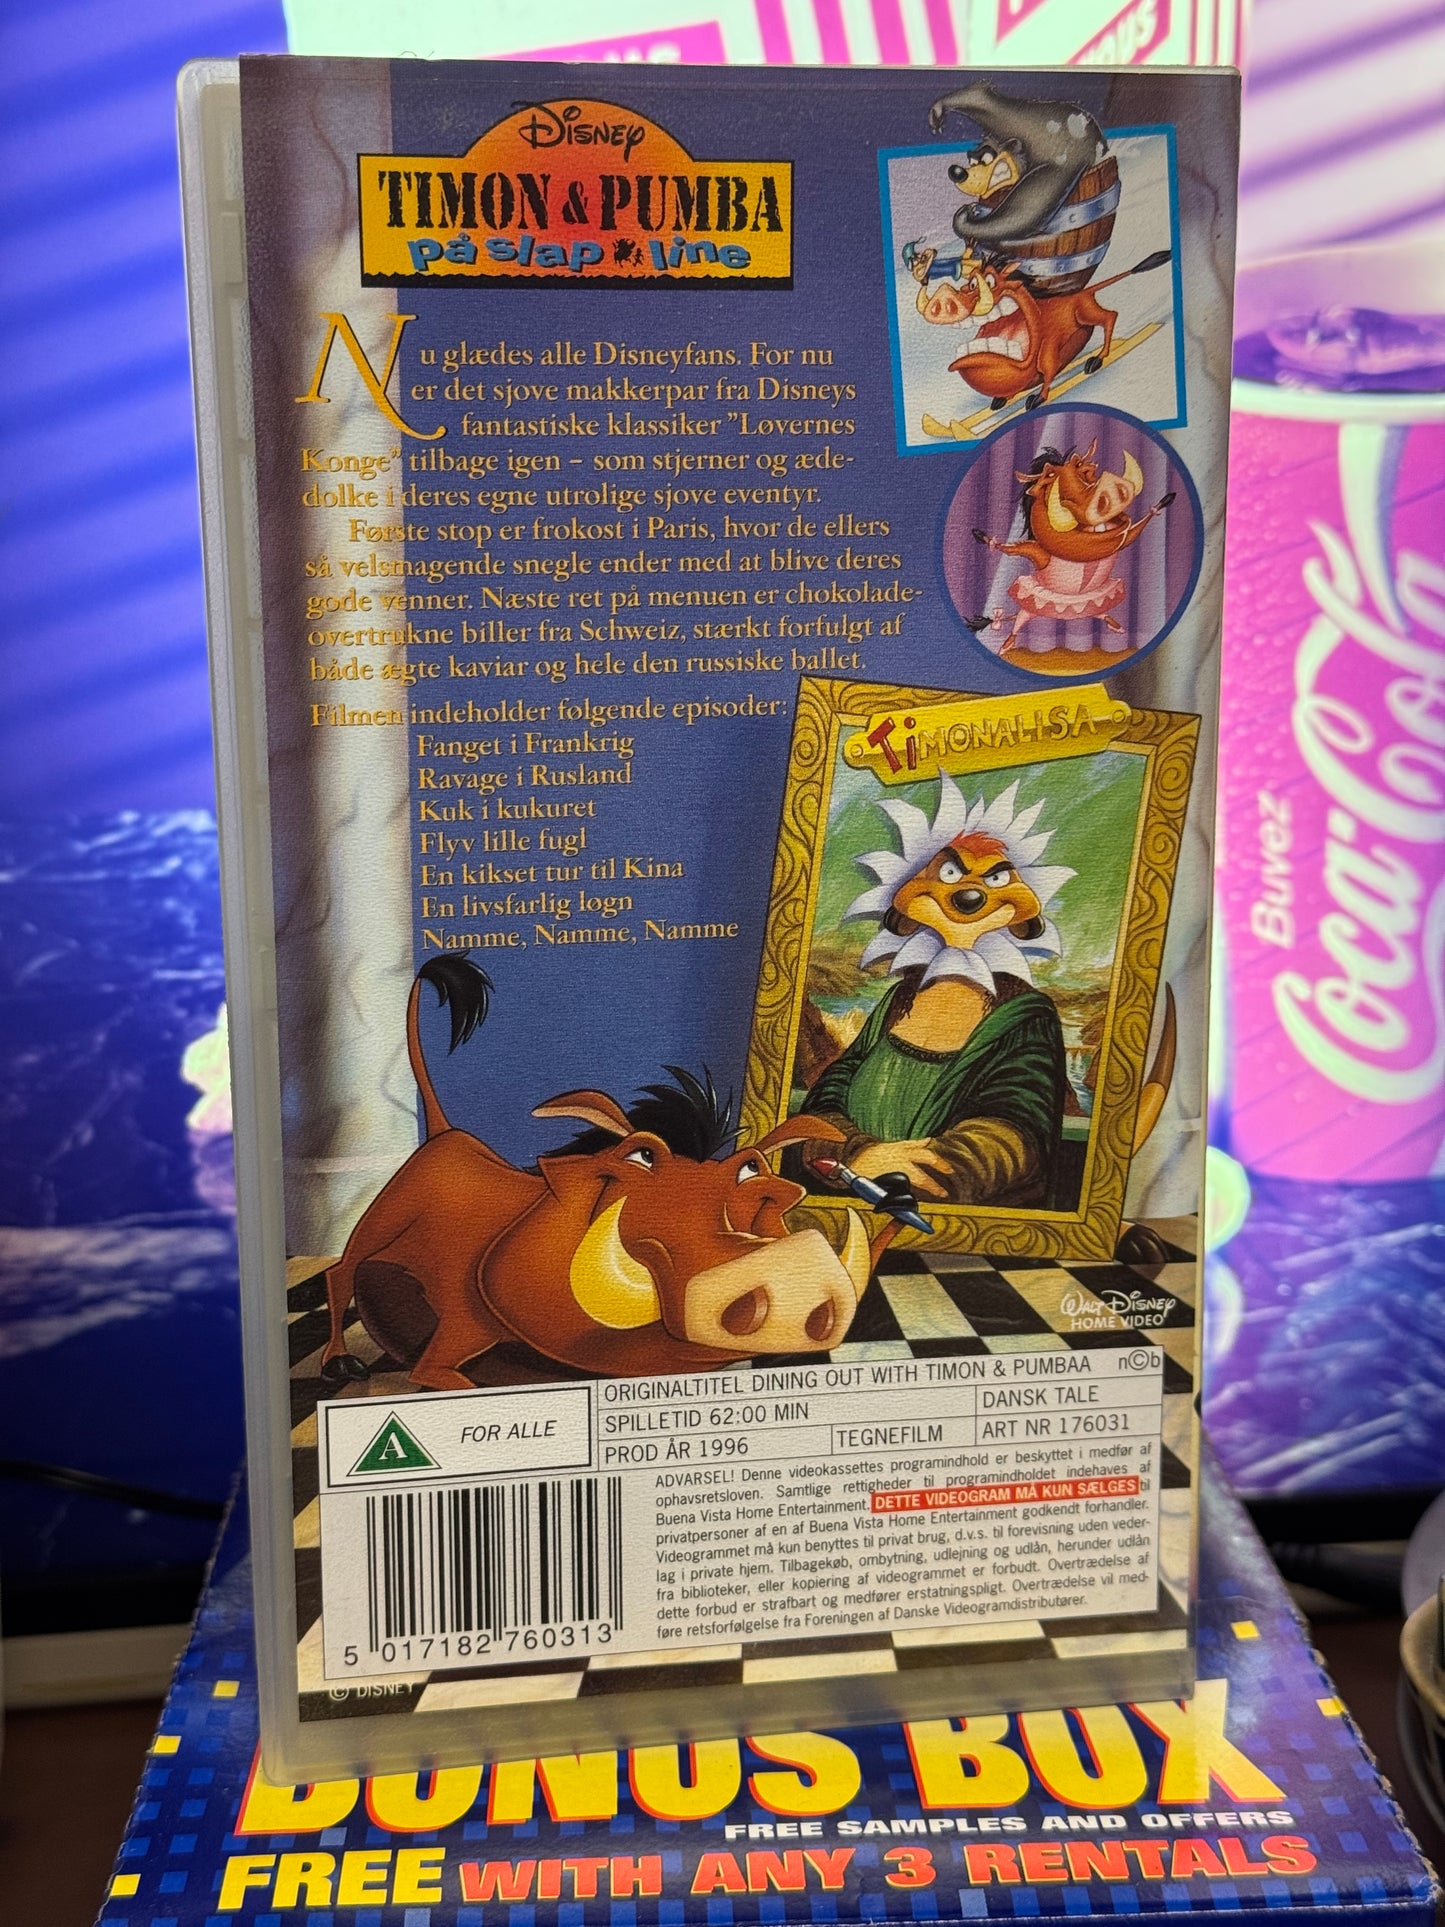 Disney
TIMON & PUMBA
på slap line
Nu glædes alle Disneyfans. For nu
er det sjove makkerpar fra Disneys
fantastiske klassiker ”Løvernes
Konge” tilbage igen – som stjerner og æde-
dolke i deres egne utrolige sjove eventyr.
Første stop er frokost i Paris, hvor de ellers
så velsmagende snegle ender med at blive deres
gode venner. Næste ret på menuen er chokolade-
overtrukne biller fra Schweiz, stærkt forfulgt af
både ægte kaviar og hele den russiske ballet.
Filmen indeholder følgende episoder:
Fanget i Frankrig
Ravage i Rusland
Kuk i kukuret
Flyv lille fugl
En kikset tur til Kina
En livsfarlig løgn
Namme, Namme, Namme
TIMONALISA
WALT DISNEY
HOME VIDEO
A FOR ALLE
ORIGINALTITEL DINING OUT WITH TIMON & PUMBAA n©b
SPILLETID 62:00 MIN DANSK TALE
PROD ÅR 1996 TEGNEFILM ART NR 176031
ADVARSEL! Denne videokassettes programindhold er beskyttet i medfør af
ophavsretsloven. Samtlige rettigheder til programindholdet indehaves af
Buena Vista Home Entertainment. DETTE VIDEOGRAM MÅ KUN SÆLGES til
privatpersoner af en af Buena Vista Home Entertainment godkendt forhandler.
Videogrammet må kun benyttes til privat brug, d.v.s. til forevisning uden veder-
lag i private hjem. Tilbagekøb, ombytning, udlejning og udlån, herunder udlån
fra biblioteker, eller kopiering af videogrammet er forbudt. Overtrædelse af
dette forbud er strafbart og medfører erstatningspligt. Overtrædelse vil med-
føre retsforfølgelse fra Foreningen af Danske Videogramdistributører.
5 017182 760313
© DISNEY
Buvez
Coca-Cola
BONUS BOX
FREE SAMPLES AND OFFERS
FREE WITH ANY 3 RENTALS